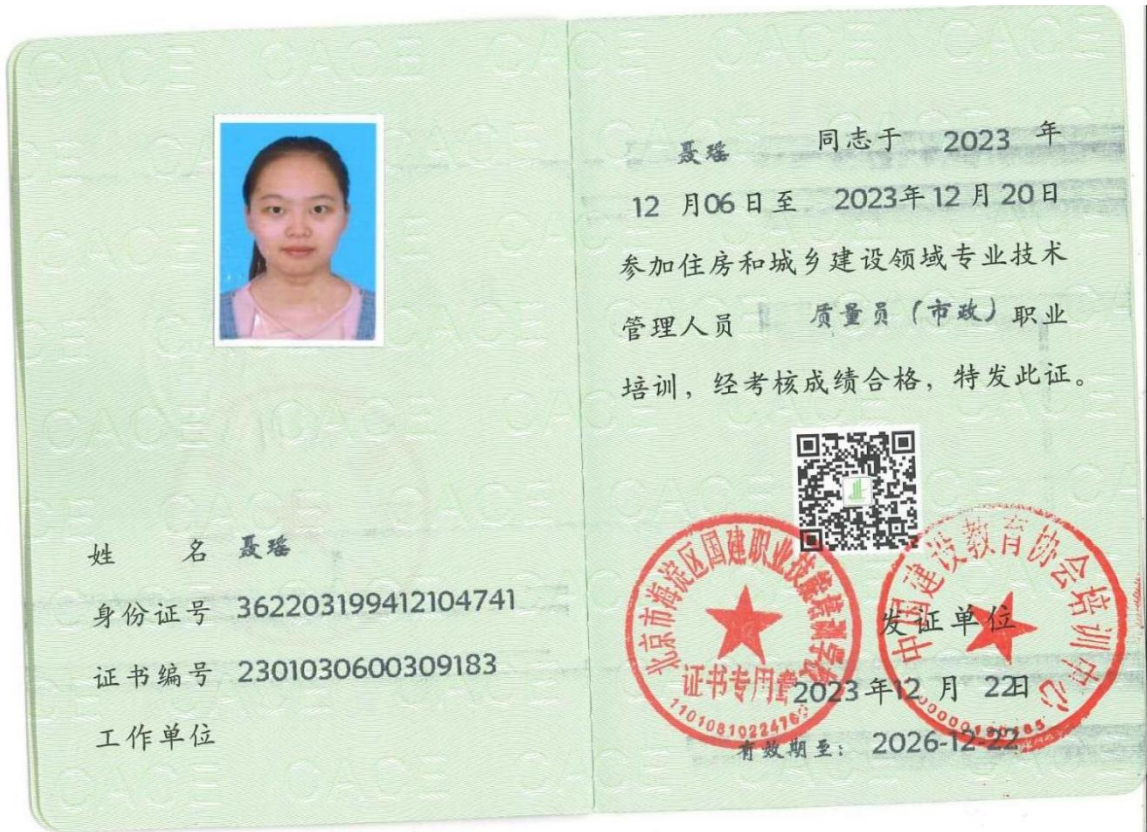 姓 名 聂瑶
身份证号 362203199412104741
证书编号 2301030600309183
工作单位
聂瑶 同志于 2023 年
12 月06日至 2023年12月20日
参加住房和城乡建设领域专业技术
管理人员 质量员（市政）职业
培训，经考核成绩合格，特发此证。
北京市海淀区国建职业技能培训学校
证书专用章
中国建设教育协会培训中心
发证单位
2023年12月 22日
有效期至： 2026-12-22